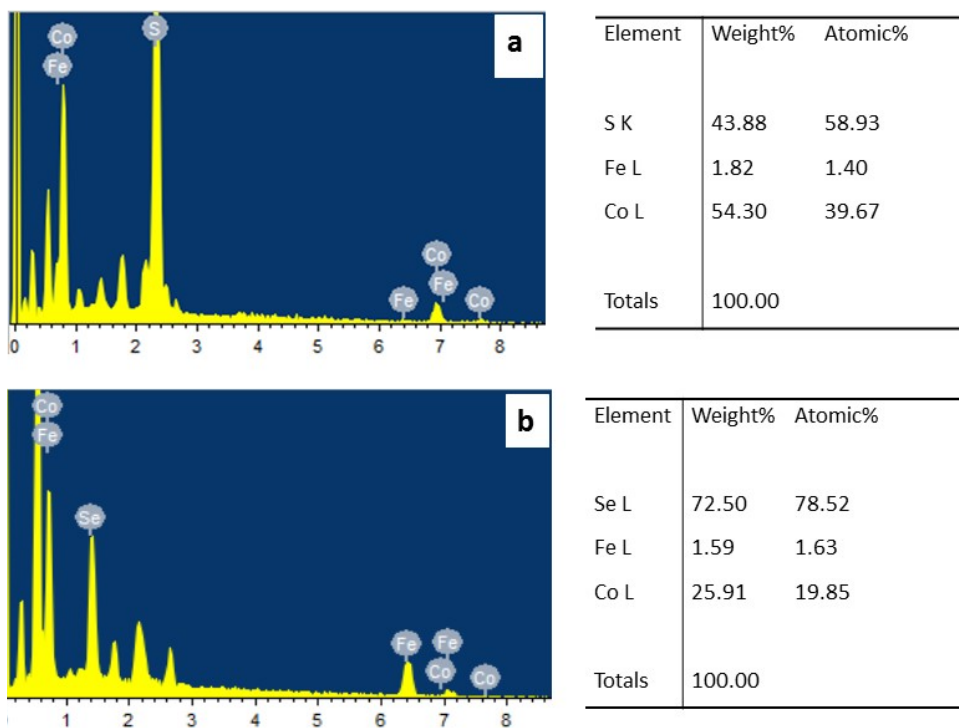 a
Co
Fe
S
Co
Fe
Fe
Co
0 1 2 3 4 5 6 7 8
Element Weight% Atomic%
S K 43.88 58.93
Fe L 1.82 1.40
Co L 54.30 39.67
Totals 100.00
b
Co
Fe
Se
Fe
Fe
Co
Co
1 2 3 4 5 6 7 8
Element Weight% Atomic%
Se L 72.50 78.52
Fe L 1.59 1.63
Co L 25.91 19.85
Totals 100.00